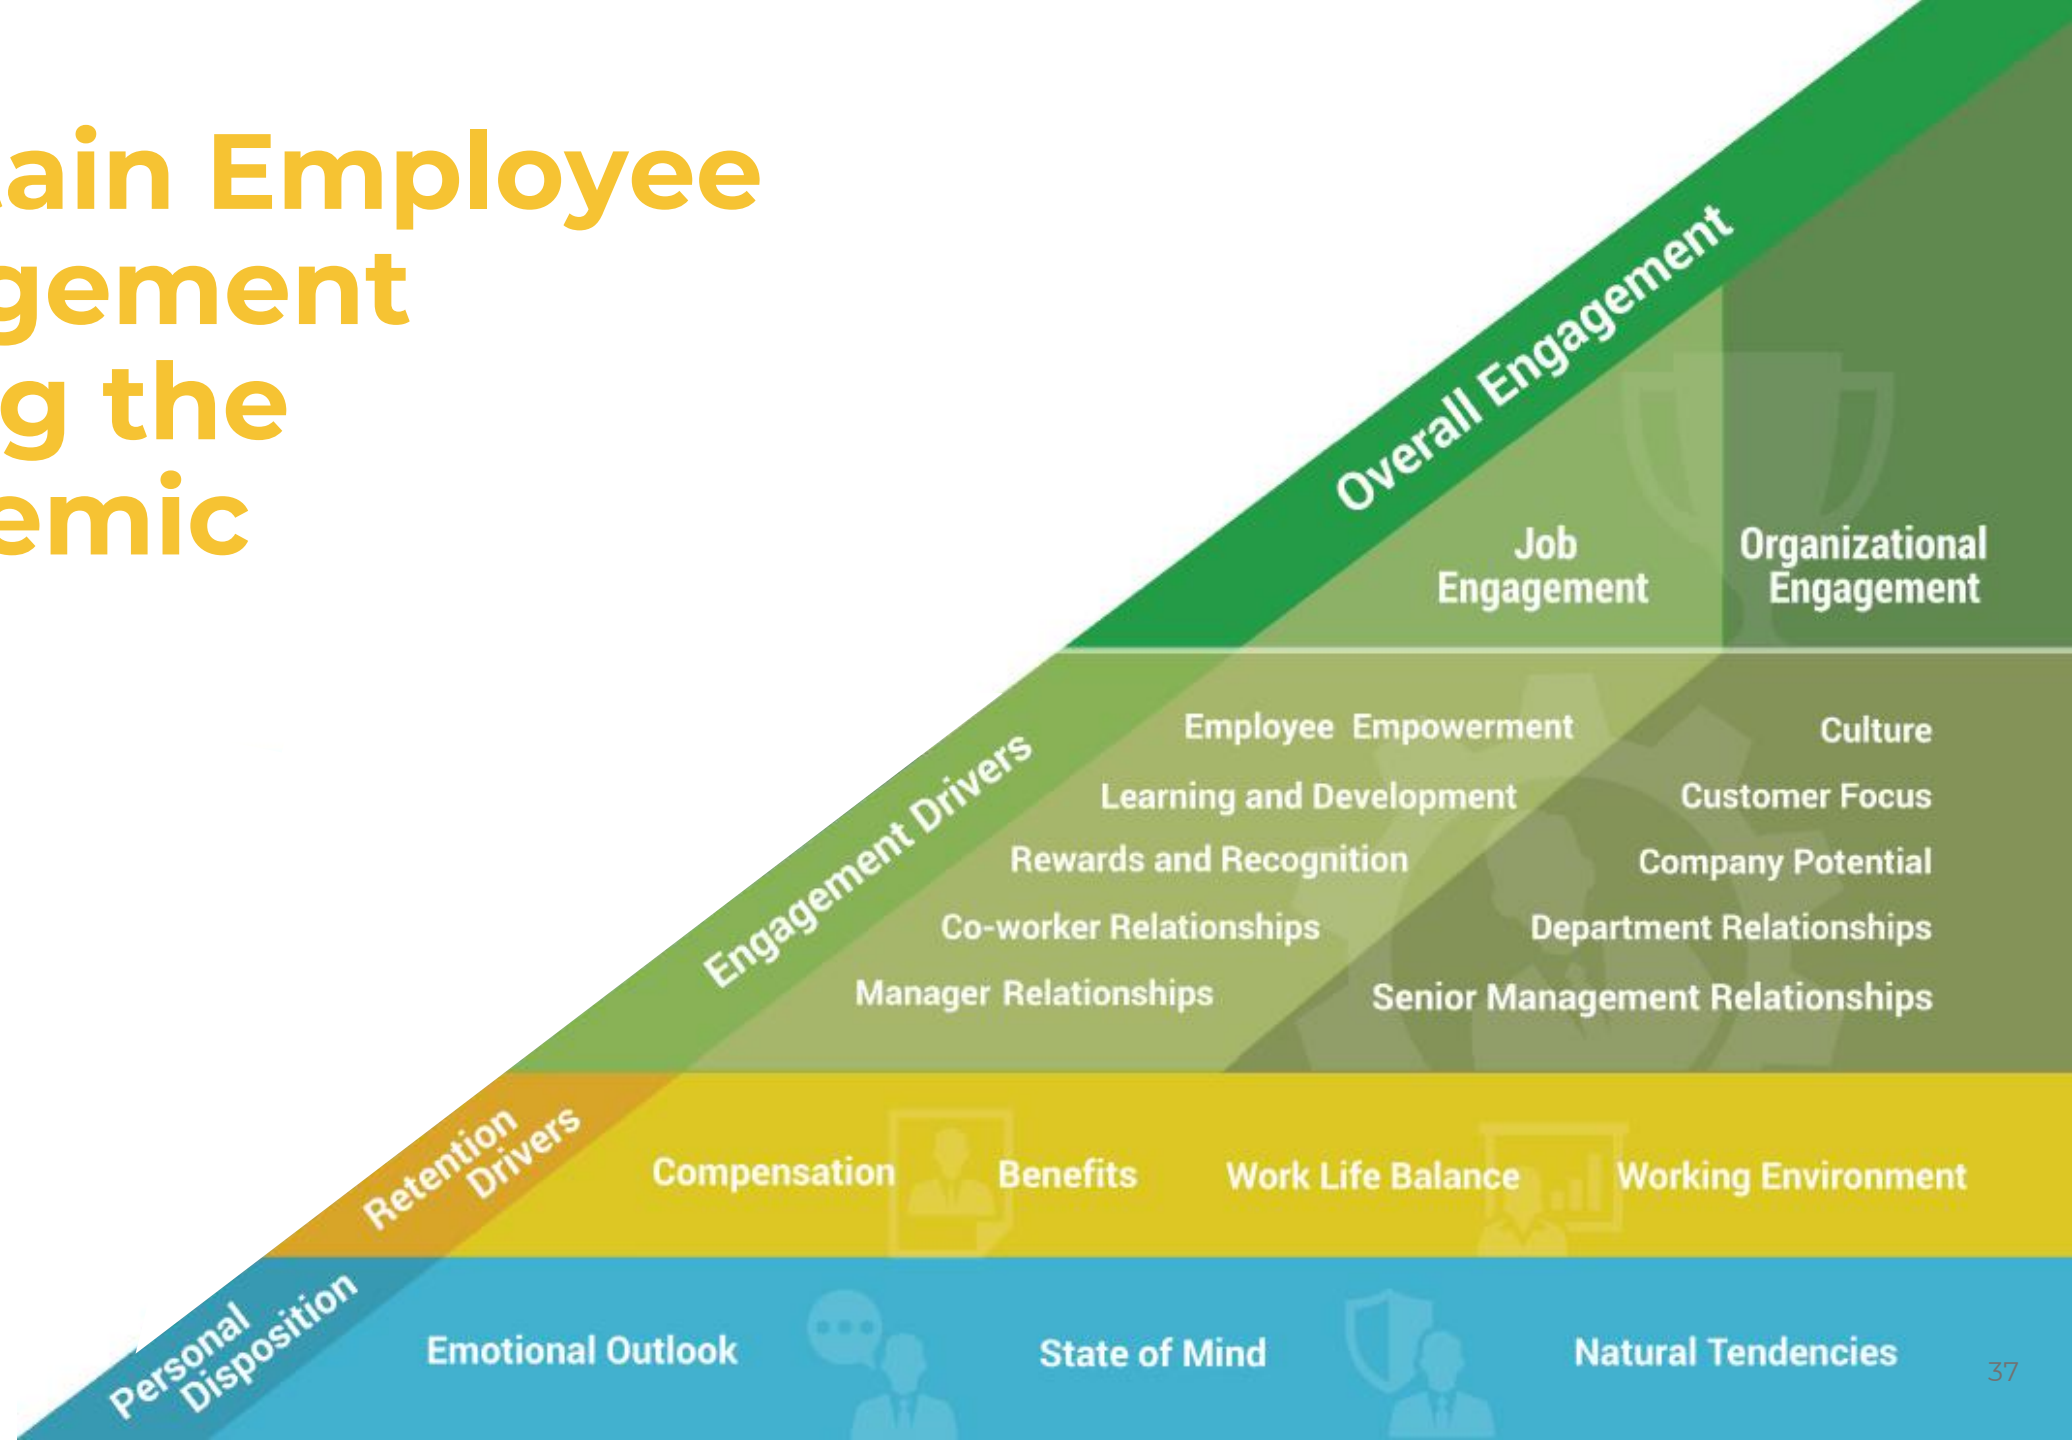 ain Employee
gement
g the
emic
Overall Engagement
Job
Engagement
Organizational
Engagement
Engagement Drivers
Employee Empowerment
Culture
Learning and Development
Customer Focus
Rewards and Recognition
Company Potential
Co-worker Relationships
Department Relationships
Manager Relationships
Senior Management Relationships
Retention
Drivers
Compensation
Benefits
Work Life Balance
Working Environment
Personal
Disposition
Emotional Outlook
State of Mind
Natural Tendencies
37